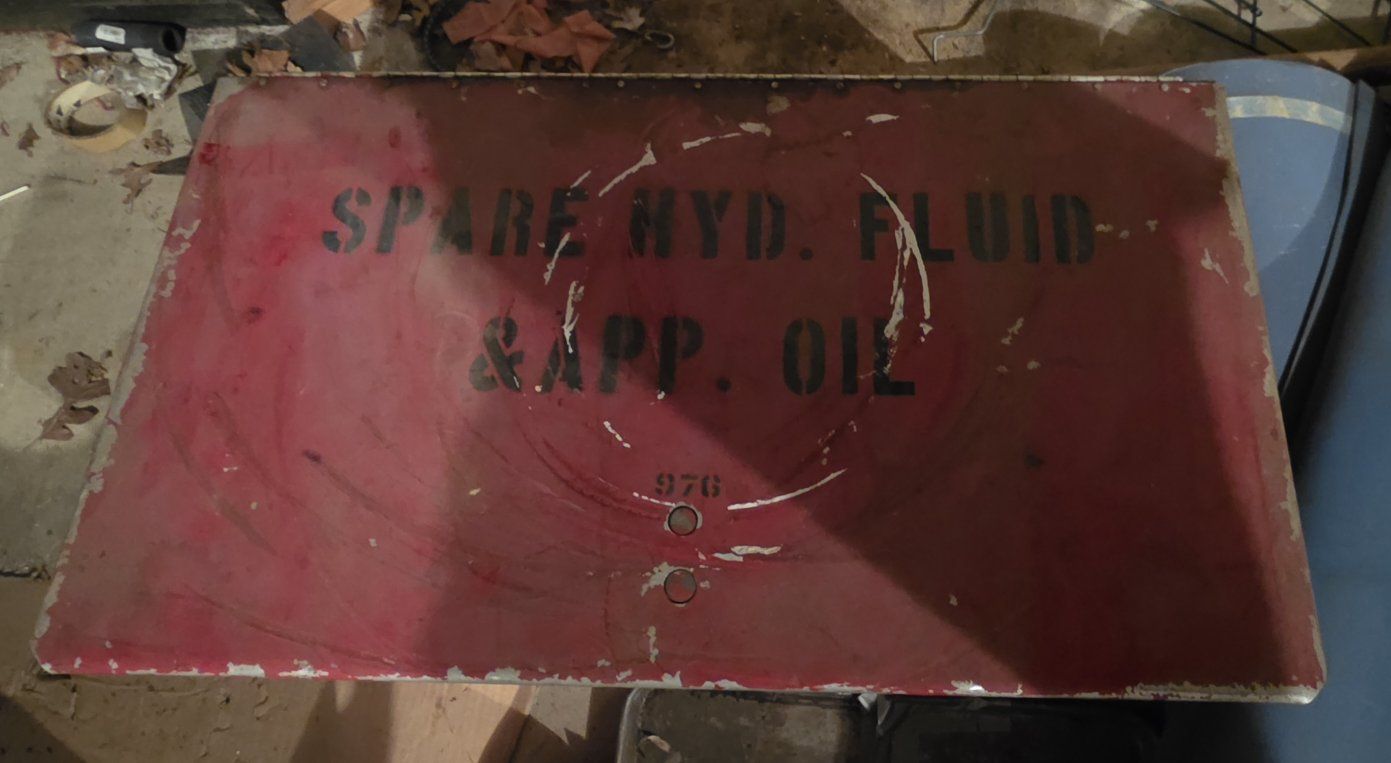 SPARE HYD. FLUID
&APP. OIL
976